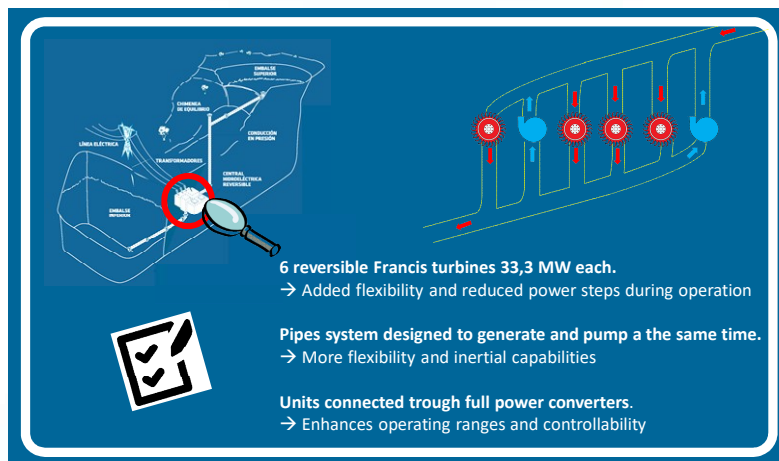 EMBALSE
SUPERIOR
CHIMENEA
DE EQUILIBRIO
CONDUCCIÓN
EN PRESIÓN
LÍNEA ELÉCTRICA
TRANSFORMADORES
CENTRAL
HIDROELÉCTRICA
REVERSIBLE
EMBALSE
INFERIOR
6 reversible Francis turbines 33,3 MW each.
→ Added flexibility and reduced power steps during operation
Pipes system designed to generate and pump a the same time.
→ More flexibility and inertial capabilities
Units connected trough full power converters.
→ Enhances operating ranges and controllability